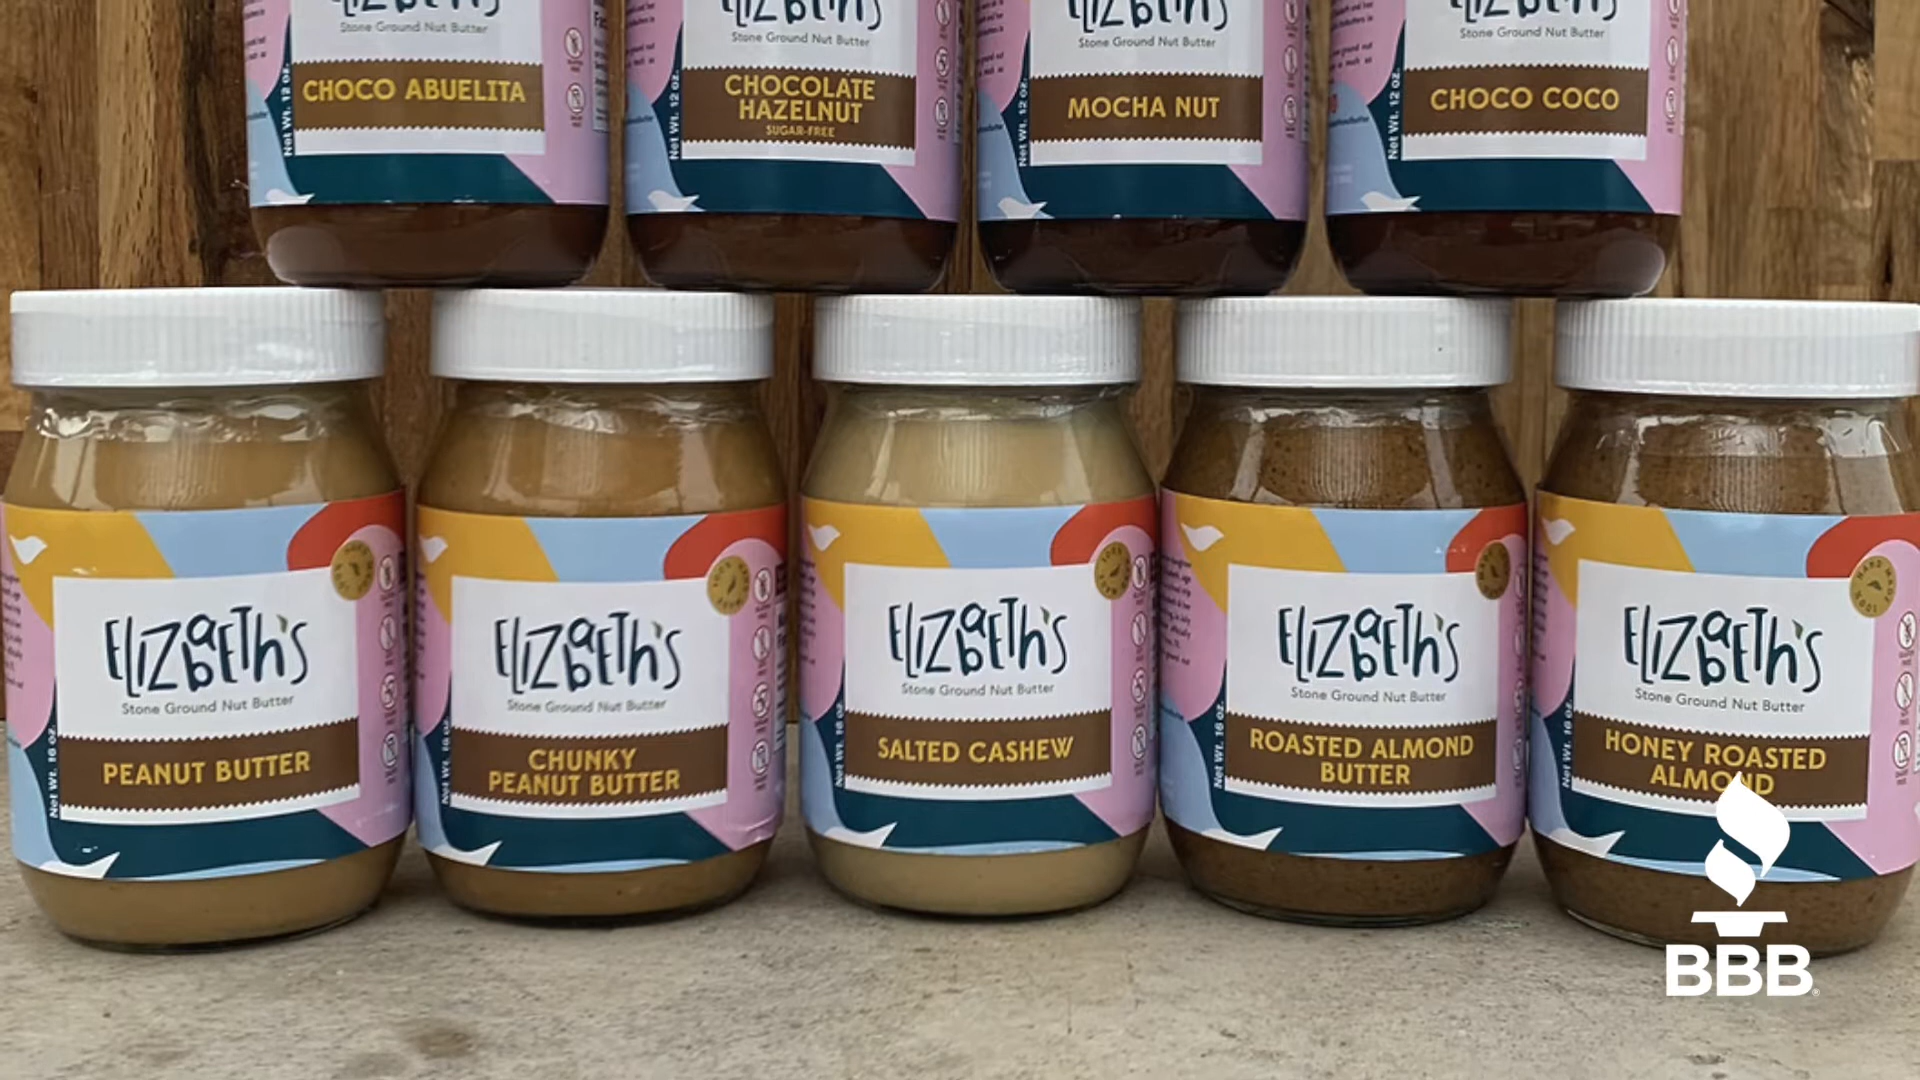 ELIZabETh's
Stone Ground Nut Butter
CHOCO ABUELITA
Net Wt. 12 oz.
ELIZabETh's
Stone Ground Nut Butter
CHOCOLATE
HAZELNUT
SUGAR-FREE
Net Wt. 12 oz.
ELIZabETh's
Stone Ground Nut Butter
MOCHA NUT
Net Wt. 12 oz.
ELIZabETh's
Stone Ground Nut Butter
CHOCO COCO
Net Wt. 12 oz.
ELIZabETh's
Stone Ground Nut Butter
PEANUT BUTTER
Net Wt. 16 oz.
ELIZabETh's
Stone Ground Nut Butter
CHUNKY
PEANUT BUTTER
Net Wt. 16 oz.
ELIZabETh's
Stone Ground Nut Butter
SALTED CASHEW
Net Wt. 16 oz.
ELIZabETh's
Stone Ground Nut Butter
ROASTED ALMOND
BUTTER
Net Wt. 16 oz.
ELIZabETh's
Stone Ground Nut Butter
HONEY ROASTED
ALMOND
Net Wt. 16 oz.
BBB®